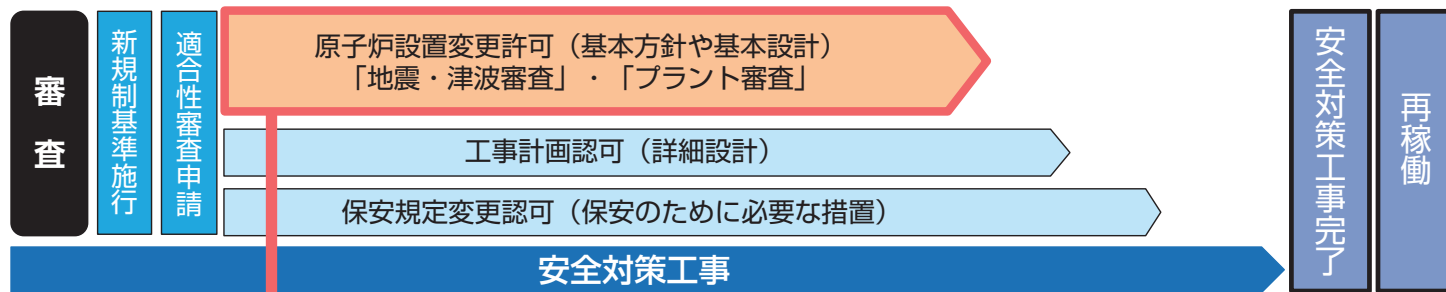 審査
新規制基準施行
適合性審査申請
原子炉設置変更許可（基本方針や基本設計）
「地震・津波審査」・「プラント審査」
工事計画認可（詳細設計）
保安規定変更認可（保安のために必要な措置）
安全対策工事
安全対策工事完了
再稼働